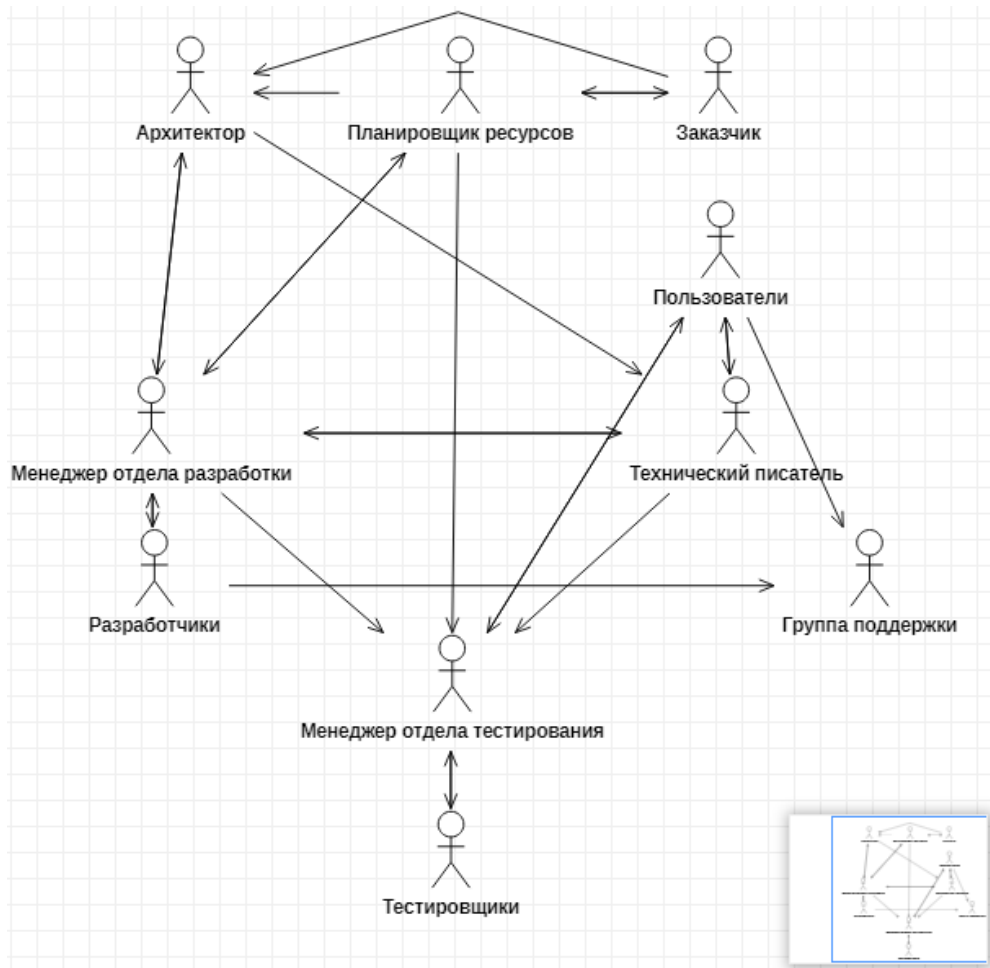 Архитектор
Планировщик ресурсов
Заказчик
Пользователи
Менеджер отдела разработки
Технический писатель
Разработчики
Группа поддержки
Менеджер отдела тестирования
Тестировщики